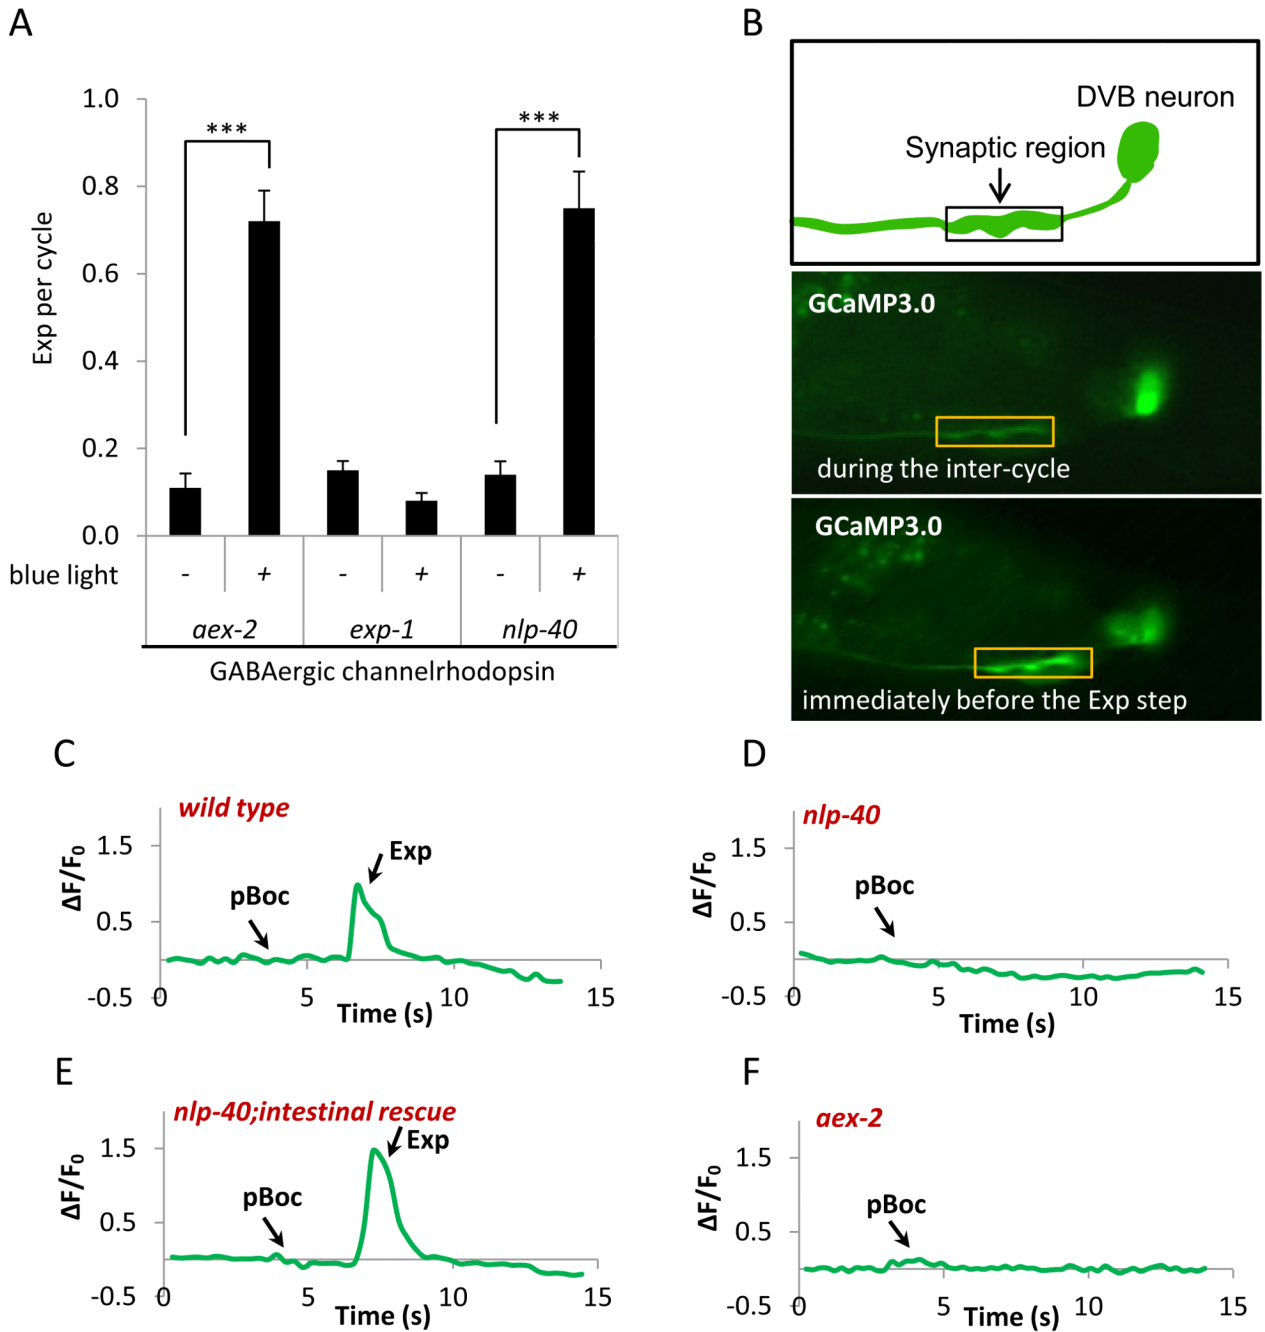 A
1.0
0.8
0.6
0.4
0.2
0.0
Exp per cycle
***
***
blue light - + - + - +
aex-2 exp-1 nlp-40
GABAergic channelrhodopsin
B
DVB neuron
Synaptic region
GCaMP3.0
during the inter-cycle
GCaMP3.0
immediately before the Exp step
C
wild type
1.5
0.5
-0.5
ΔF/F0
pBoc
Exp
0 5 10 15
Time (s)
D
nlp-40
1.5
0.5
-0.5
ΔF/F0
pBoc
0 5 10 15
Time (s)
E
nlp-40;intestinal rescue
1.5
0.5
-0.5
ΔF/F0
pBoc
Exp
0 5 10 15
Time (s)
F
aex-2
1.5
0.5
-0.5
ΔF/F0
pBoc
0 5 10 15
Time (s)